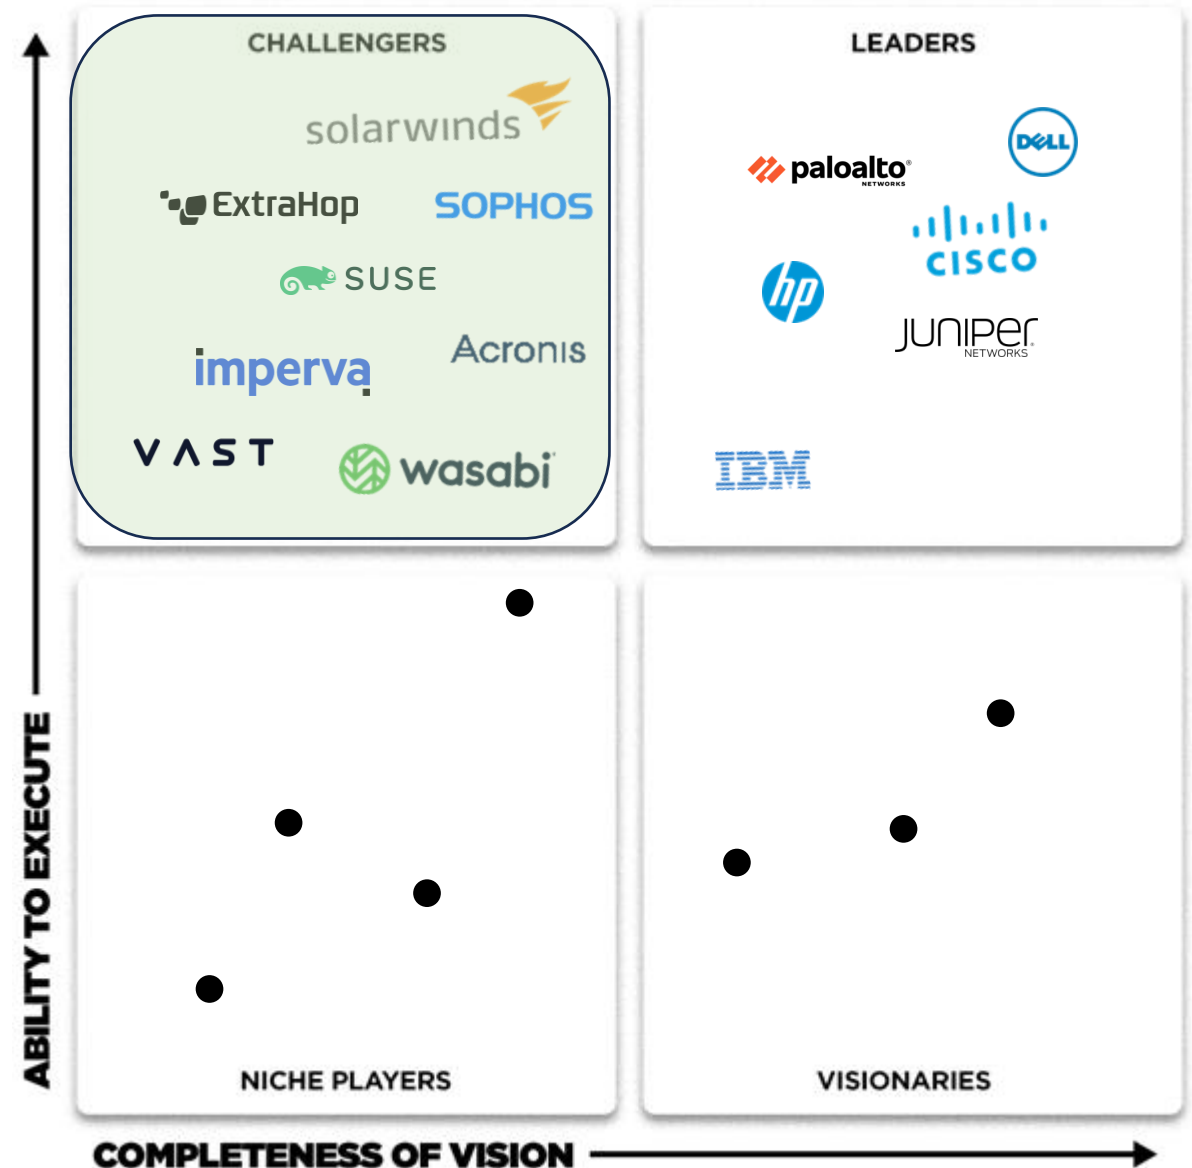 CHALLENGERS
solarwinds
ExtraHop
SOPHOS
SUSE
imperva
Acronis
VAST
wasabi
LEADERS
DELL
paloalto®
NETWORKS
CISCO
hp
JUNIPER
NETWORKS
IBM
ABILITY TO EXECUTE
NICHE PLAYERS
VISIONARIES
COMPLETENESS OF VISION